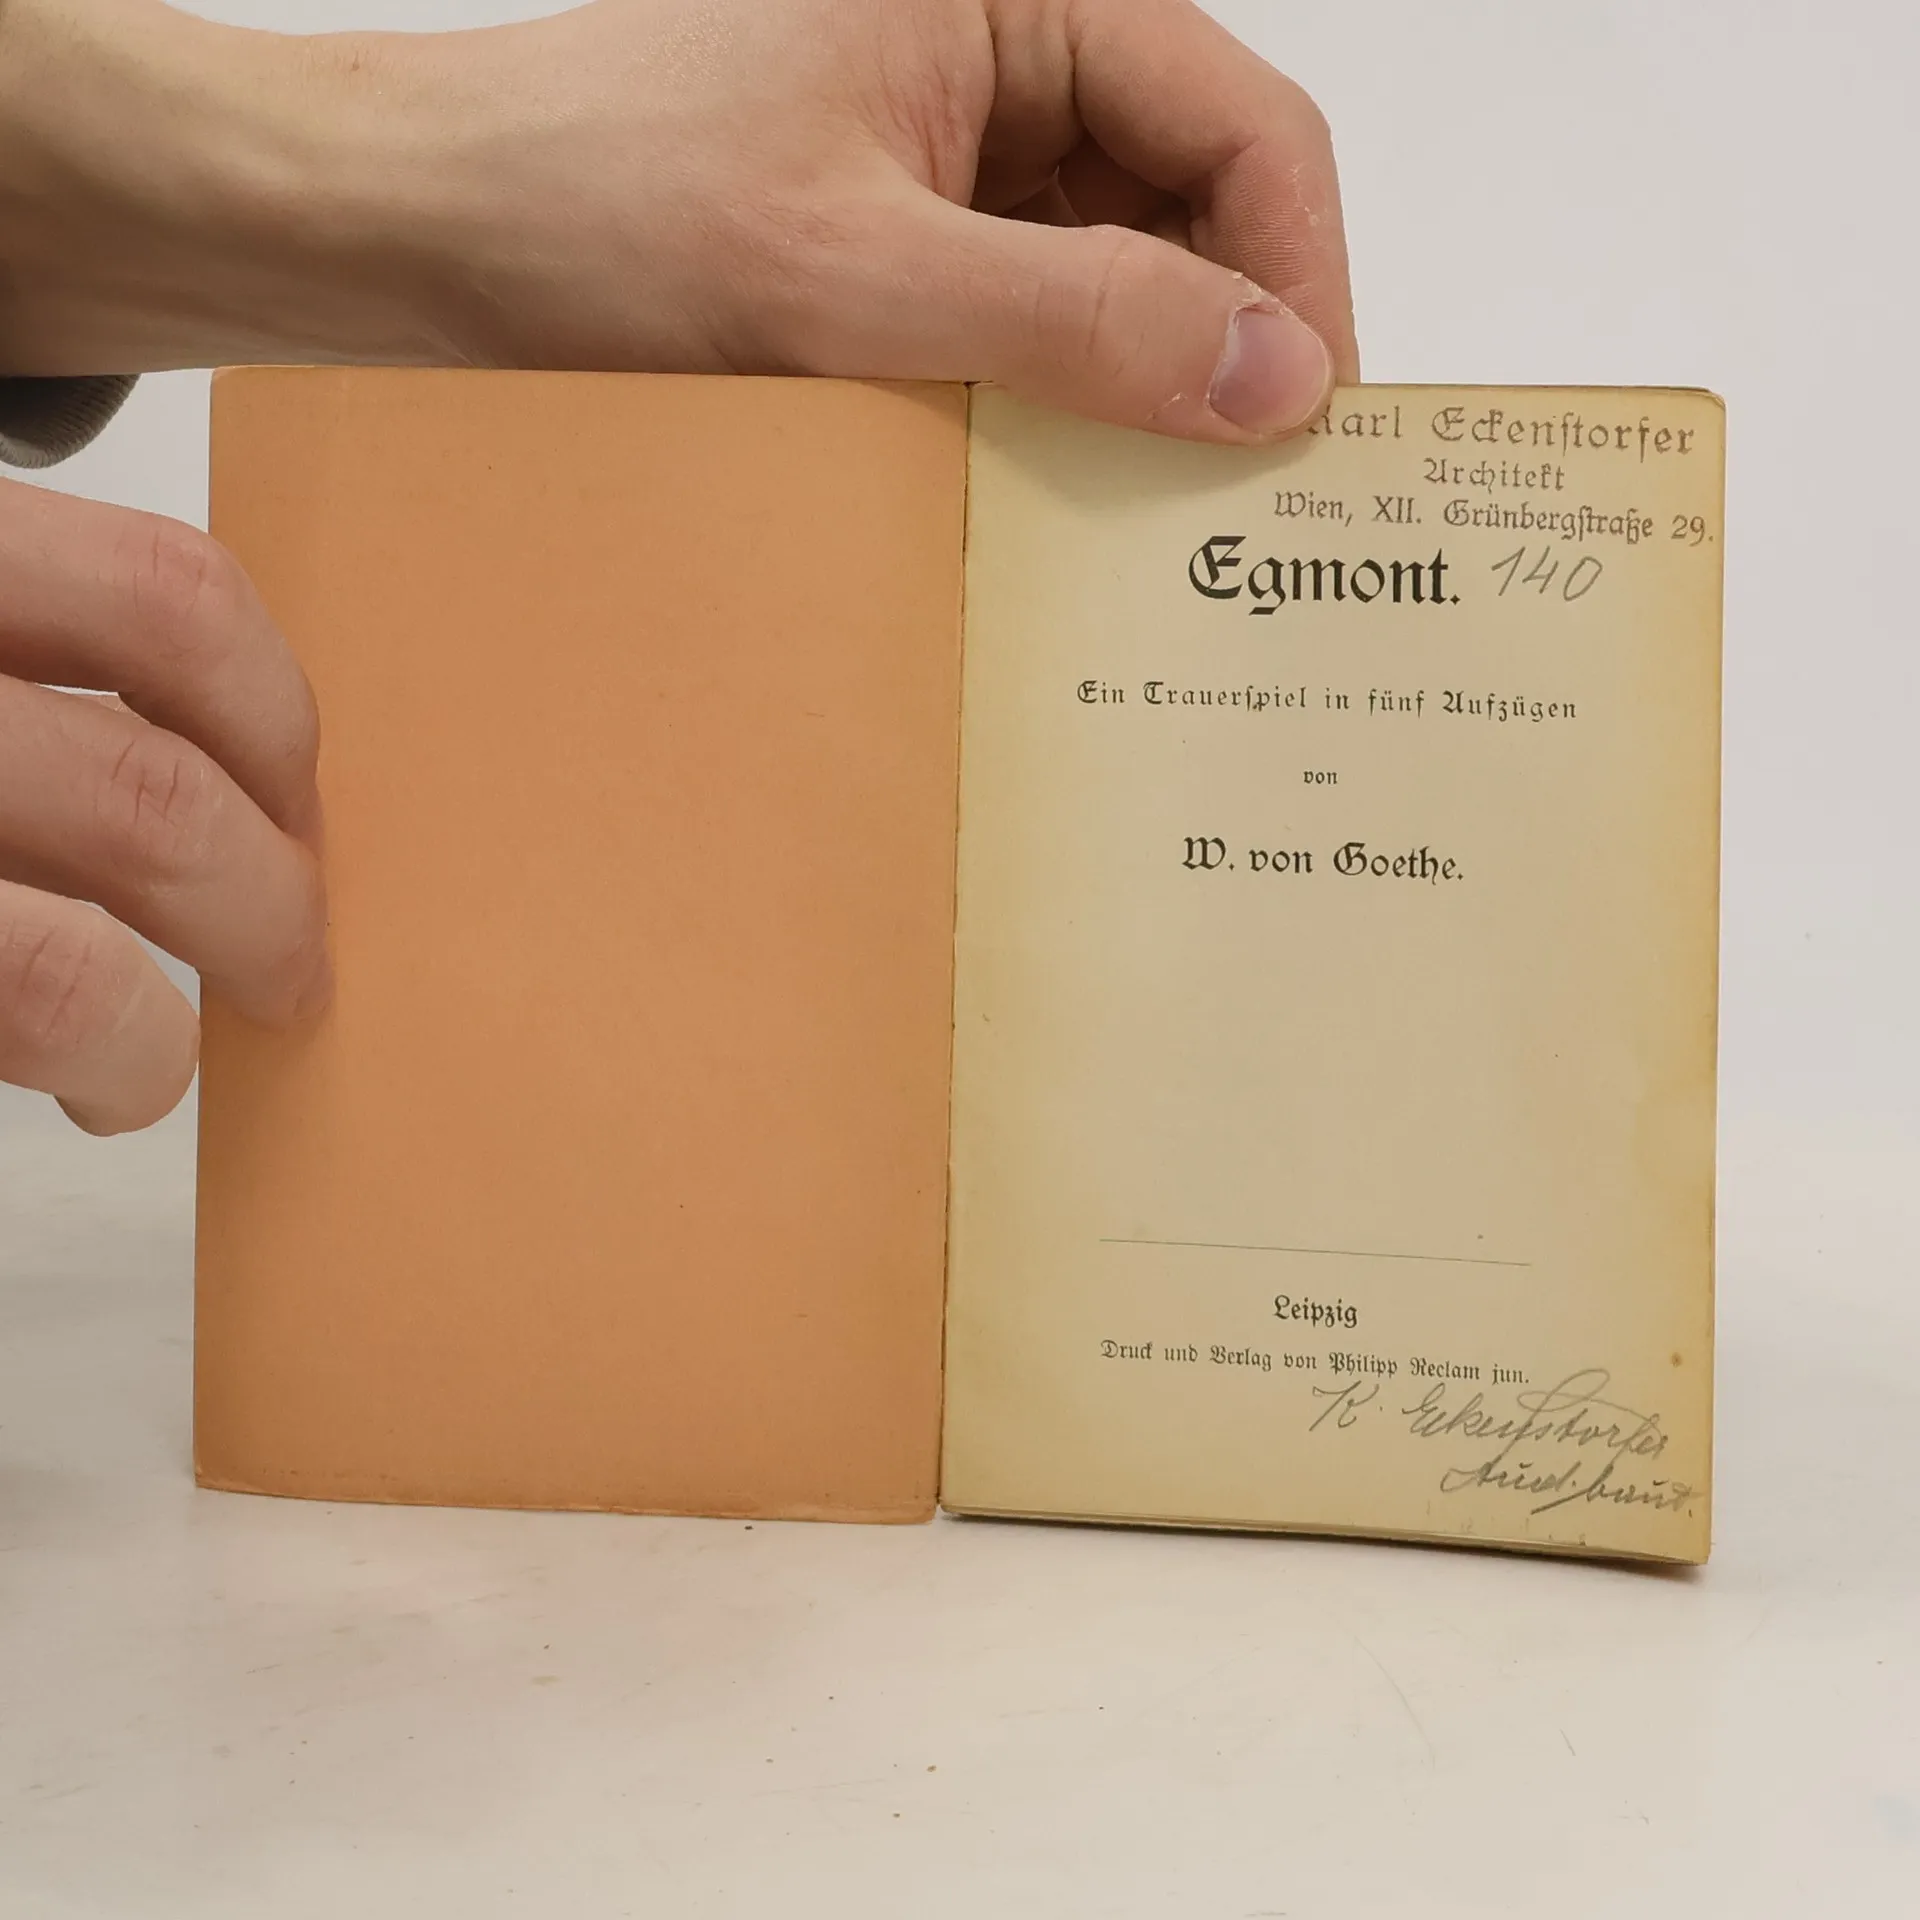 Karl Eckenstorfer
Architekt
Wien, XII. Grünbergstraße 29.
Egmont. 140
Ein Trauerspiel in fünf Aufzügen
von
W. von Goethe.
Leipzig
Druck und Verlag von Philipp Reclam jun.
K. Eckenstorfer